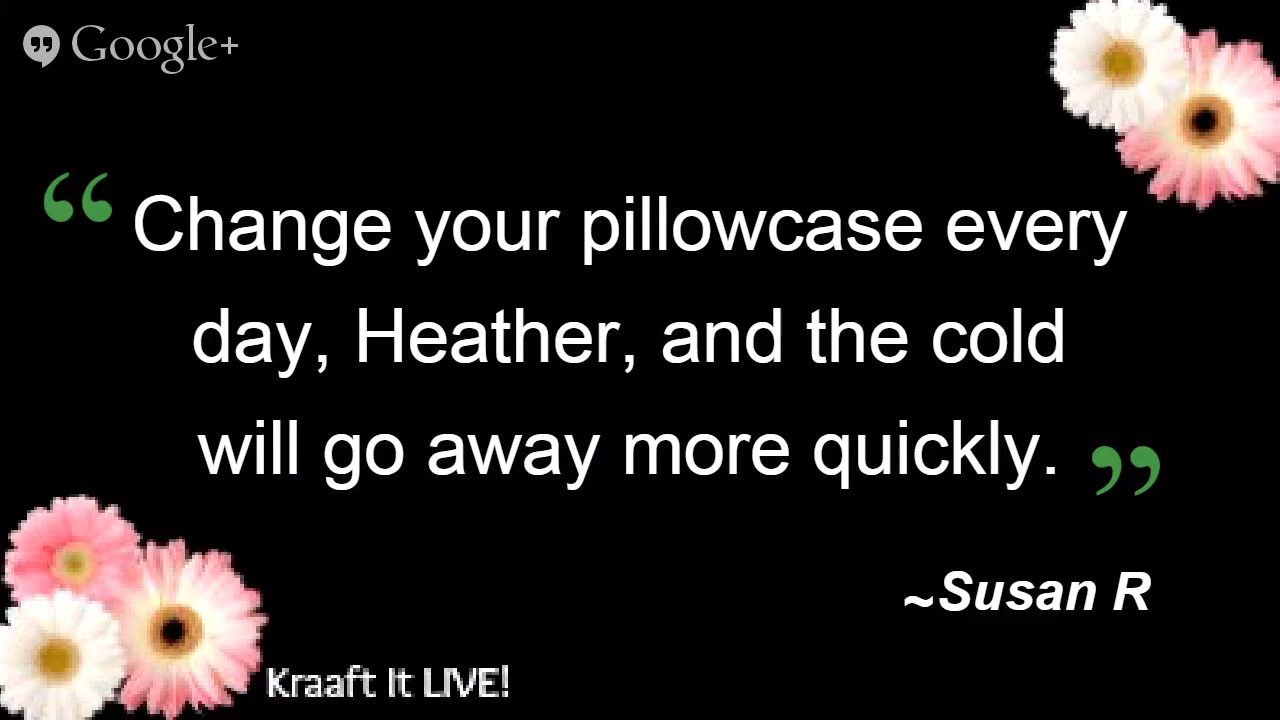 Google+
“ Change your pillowcase every
day, Heather, and the cold
will go away more quickly. ”
~Susan R
Kraaft It LIVE!